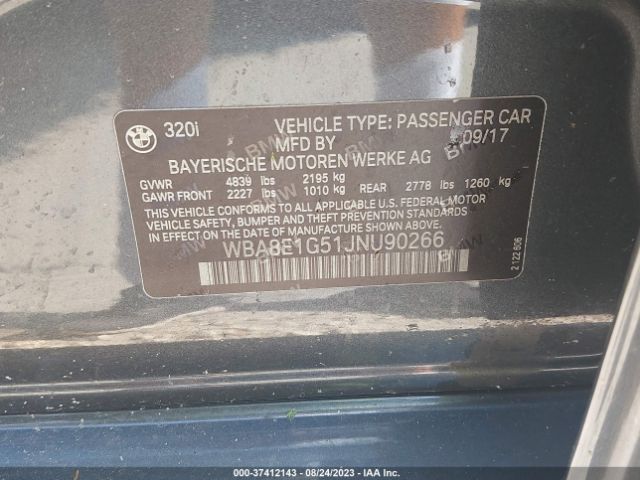 320i VEHICLE TYPE: PASSENGER CAR
MFD BY 09/17
BAYERISCHE MOTOREN WERKE AG
GVWR 4839 lbs 2195 kg
GAWR FRONT 2227 lbs 1010 kg REAR 2778 lbs 1260 kg
THIS VEHICLE CONFORMS TO ALL APPLICABLE U.S. FEDERAL MOTOR
VEHICLE SAFETY, BUMPER AND THEFT PREVENTION STANDARDS
IN EFFECT ON THE DATE OF MANUFACTURE SHOWN ABOVE.
WBA8E1G51JNU90266
2 122 606
000-37412143 - 08/24/2023 - IAA Inc.